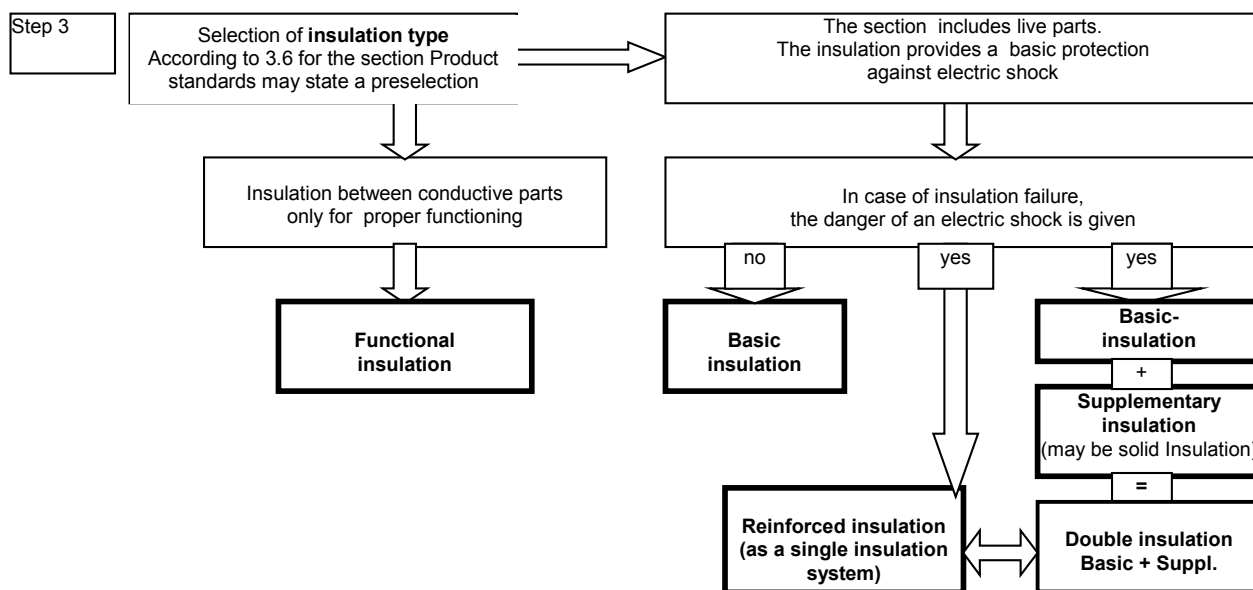 Step 3
Selection of insulation type
According to 3.6 for the section Product
standards may state a preselection
The section includes live parts.
The insulation provides a basic protection
against electric shock
Insulation between conductive parts
only for proper functioning
In case of insulation failure,
the danger of an electric shock is given
no
yes
yes
Functional
insulation
Basic
insulation
Basic-
insulation
+
Supplementary
insulation
(may be solid Insulation)
=
Reinforced insulation
(as a single insulation
system)
Double insulation
Basic + Suppl.